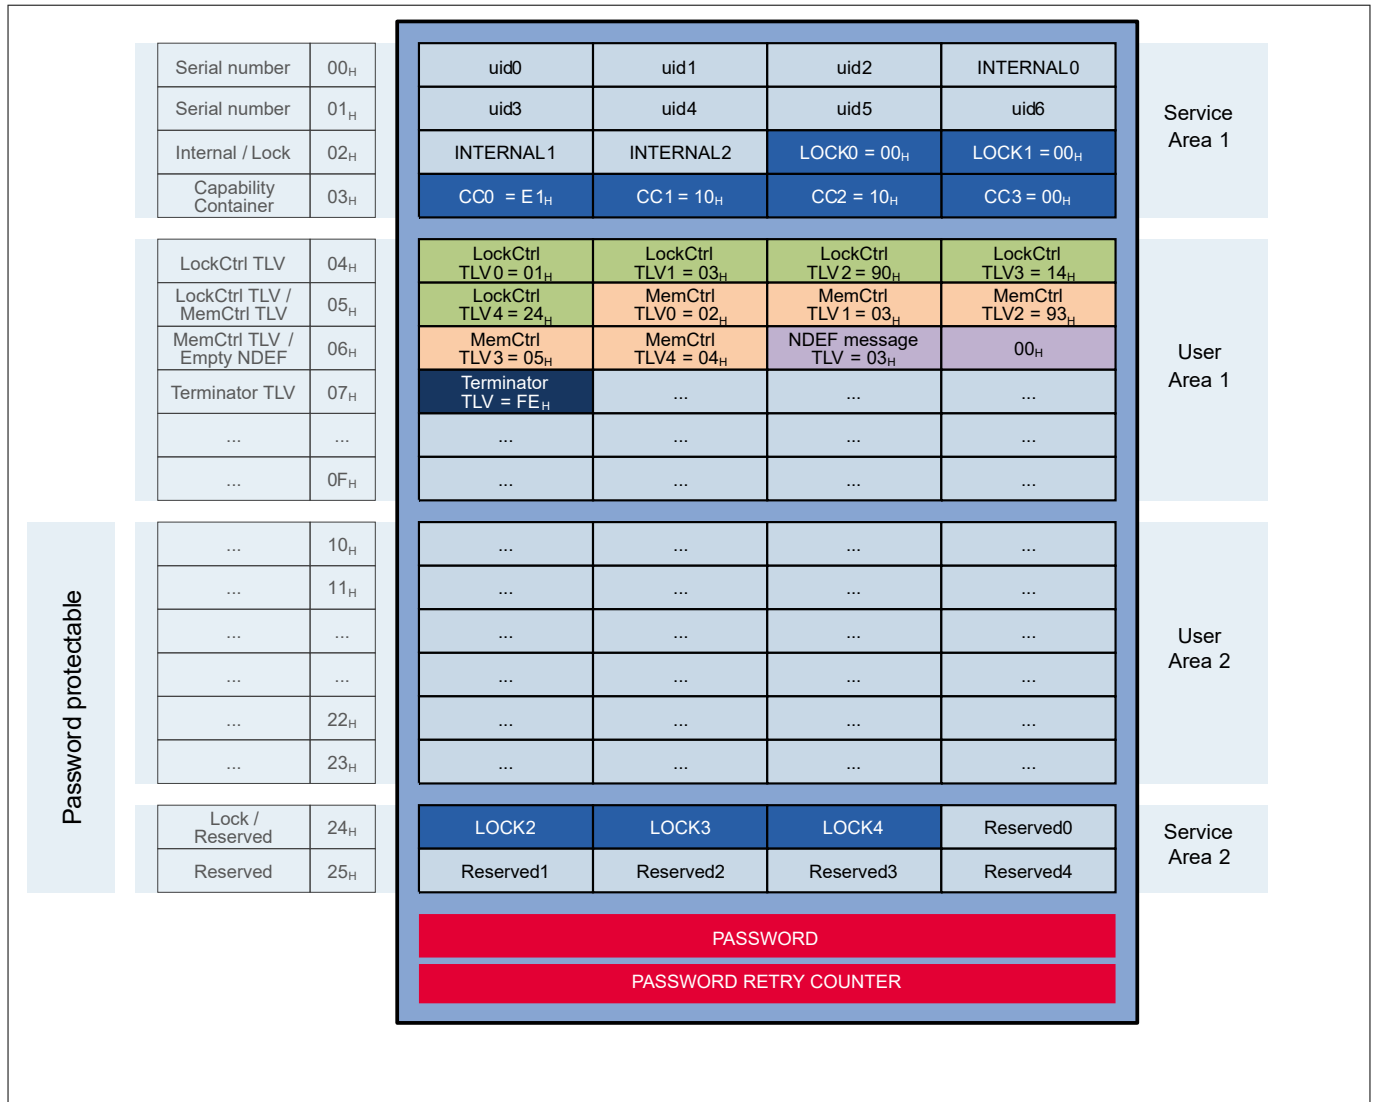 Serial number 00H uid0 uid1 uid2 INTERNAL0
Serial number 01H uid3 uid4 uid5 uid6
Service
Area 1
Internal / Lock 02H INTERNAL1 INTERNAL2 LOCK0 = 00H LOCK1 = 00H
Capability
Container 03H CC0 = E1H CC1 = 10H CC2 = 10H CC3 = 00H
LockCtrl TLV 04H
LockCtrl
TLV0 = 01H
LockCtrl
TLV1 = 03H
LockCtrl
TLV2 = 90H
LockCtrl
TLV3 = 14H
LockCtrl TLV /
MemCtrl TLV
05H
LockCtrl
TLV4 = 24H
MemCtrl
TLV0 = 02H
MemCtrl
TLV1 = 03H
MemCtrl
TLV2 = 93H
MemCtrl TLV /
Empty NDEF
06H
MemCtrl
TLV3 = 05H
MemCtrl
TLV4 = 04H
NDEF message
TLV = 03H
00H
User
Area 1
Terminator TLV 07H
Terminator
TLV = FEH
... ... ...
... ... ... ... ... ...
... 0FH ... ... ... ...
Password protectable
... 10H ... ... ... ...
... 11H ... ... ... ...
... ... ... ... ... ...
User
Area 2
... ... ... ... ... ...
... 22H ... ... ... ...
... 23H ... ... ... ...
Lock /
Reserved
24H LOCK2 LOCK3 LOCK4 Reserved0
Service
Area 2
Reserved 25H Reserved1 Reserved2 Reserved3 Reserved4
PASSWORD
PASSWORD RETRY COUNTER